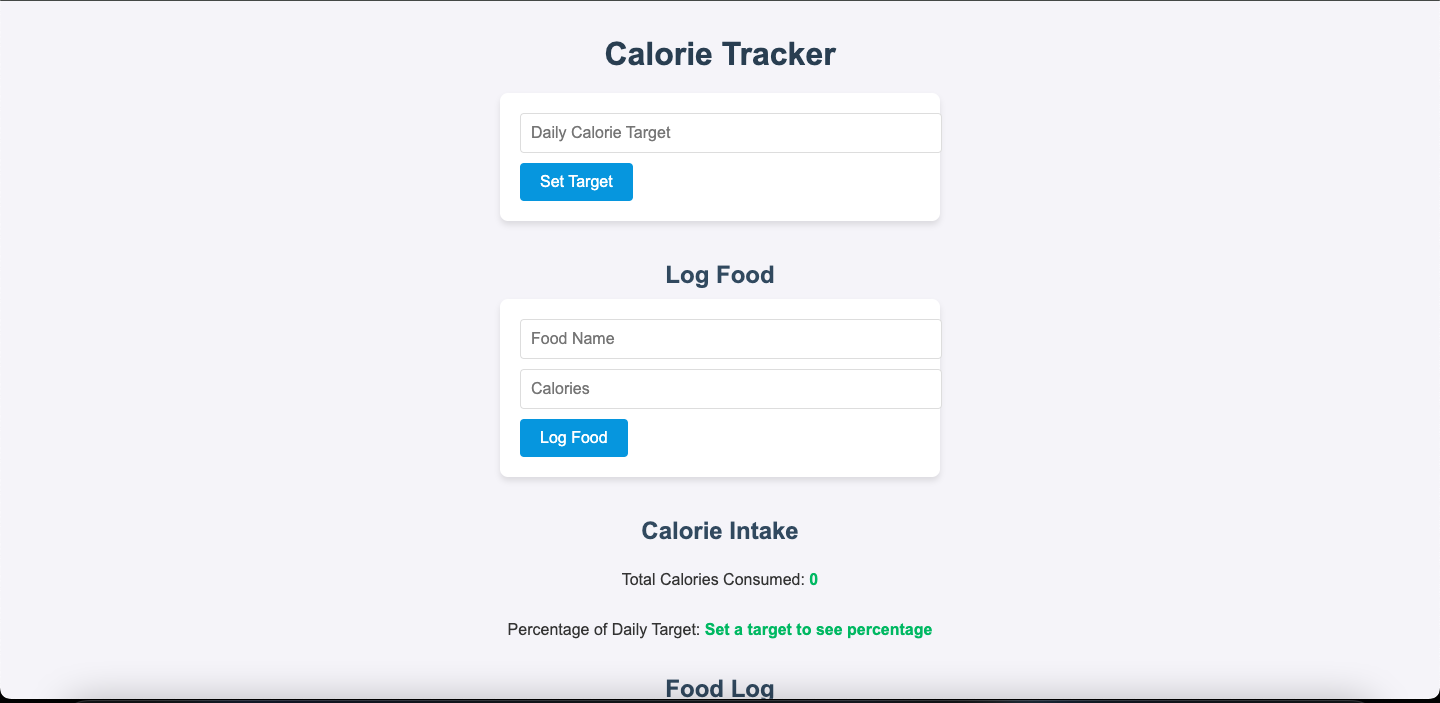 Calorie Tracker
Daily Calorie Target
Set Target
Log Food
Food Name
Calories
Log Food
Calorie Intake
Total Calories Consumed: 0
Percentage of Daily Target: Set a target to see percentage
Food Log